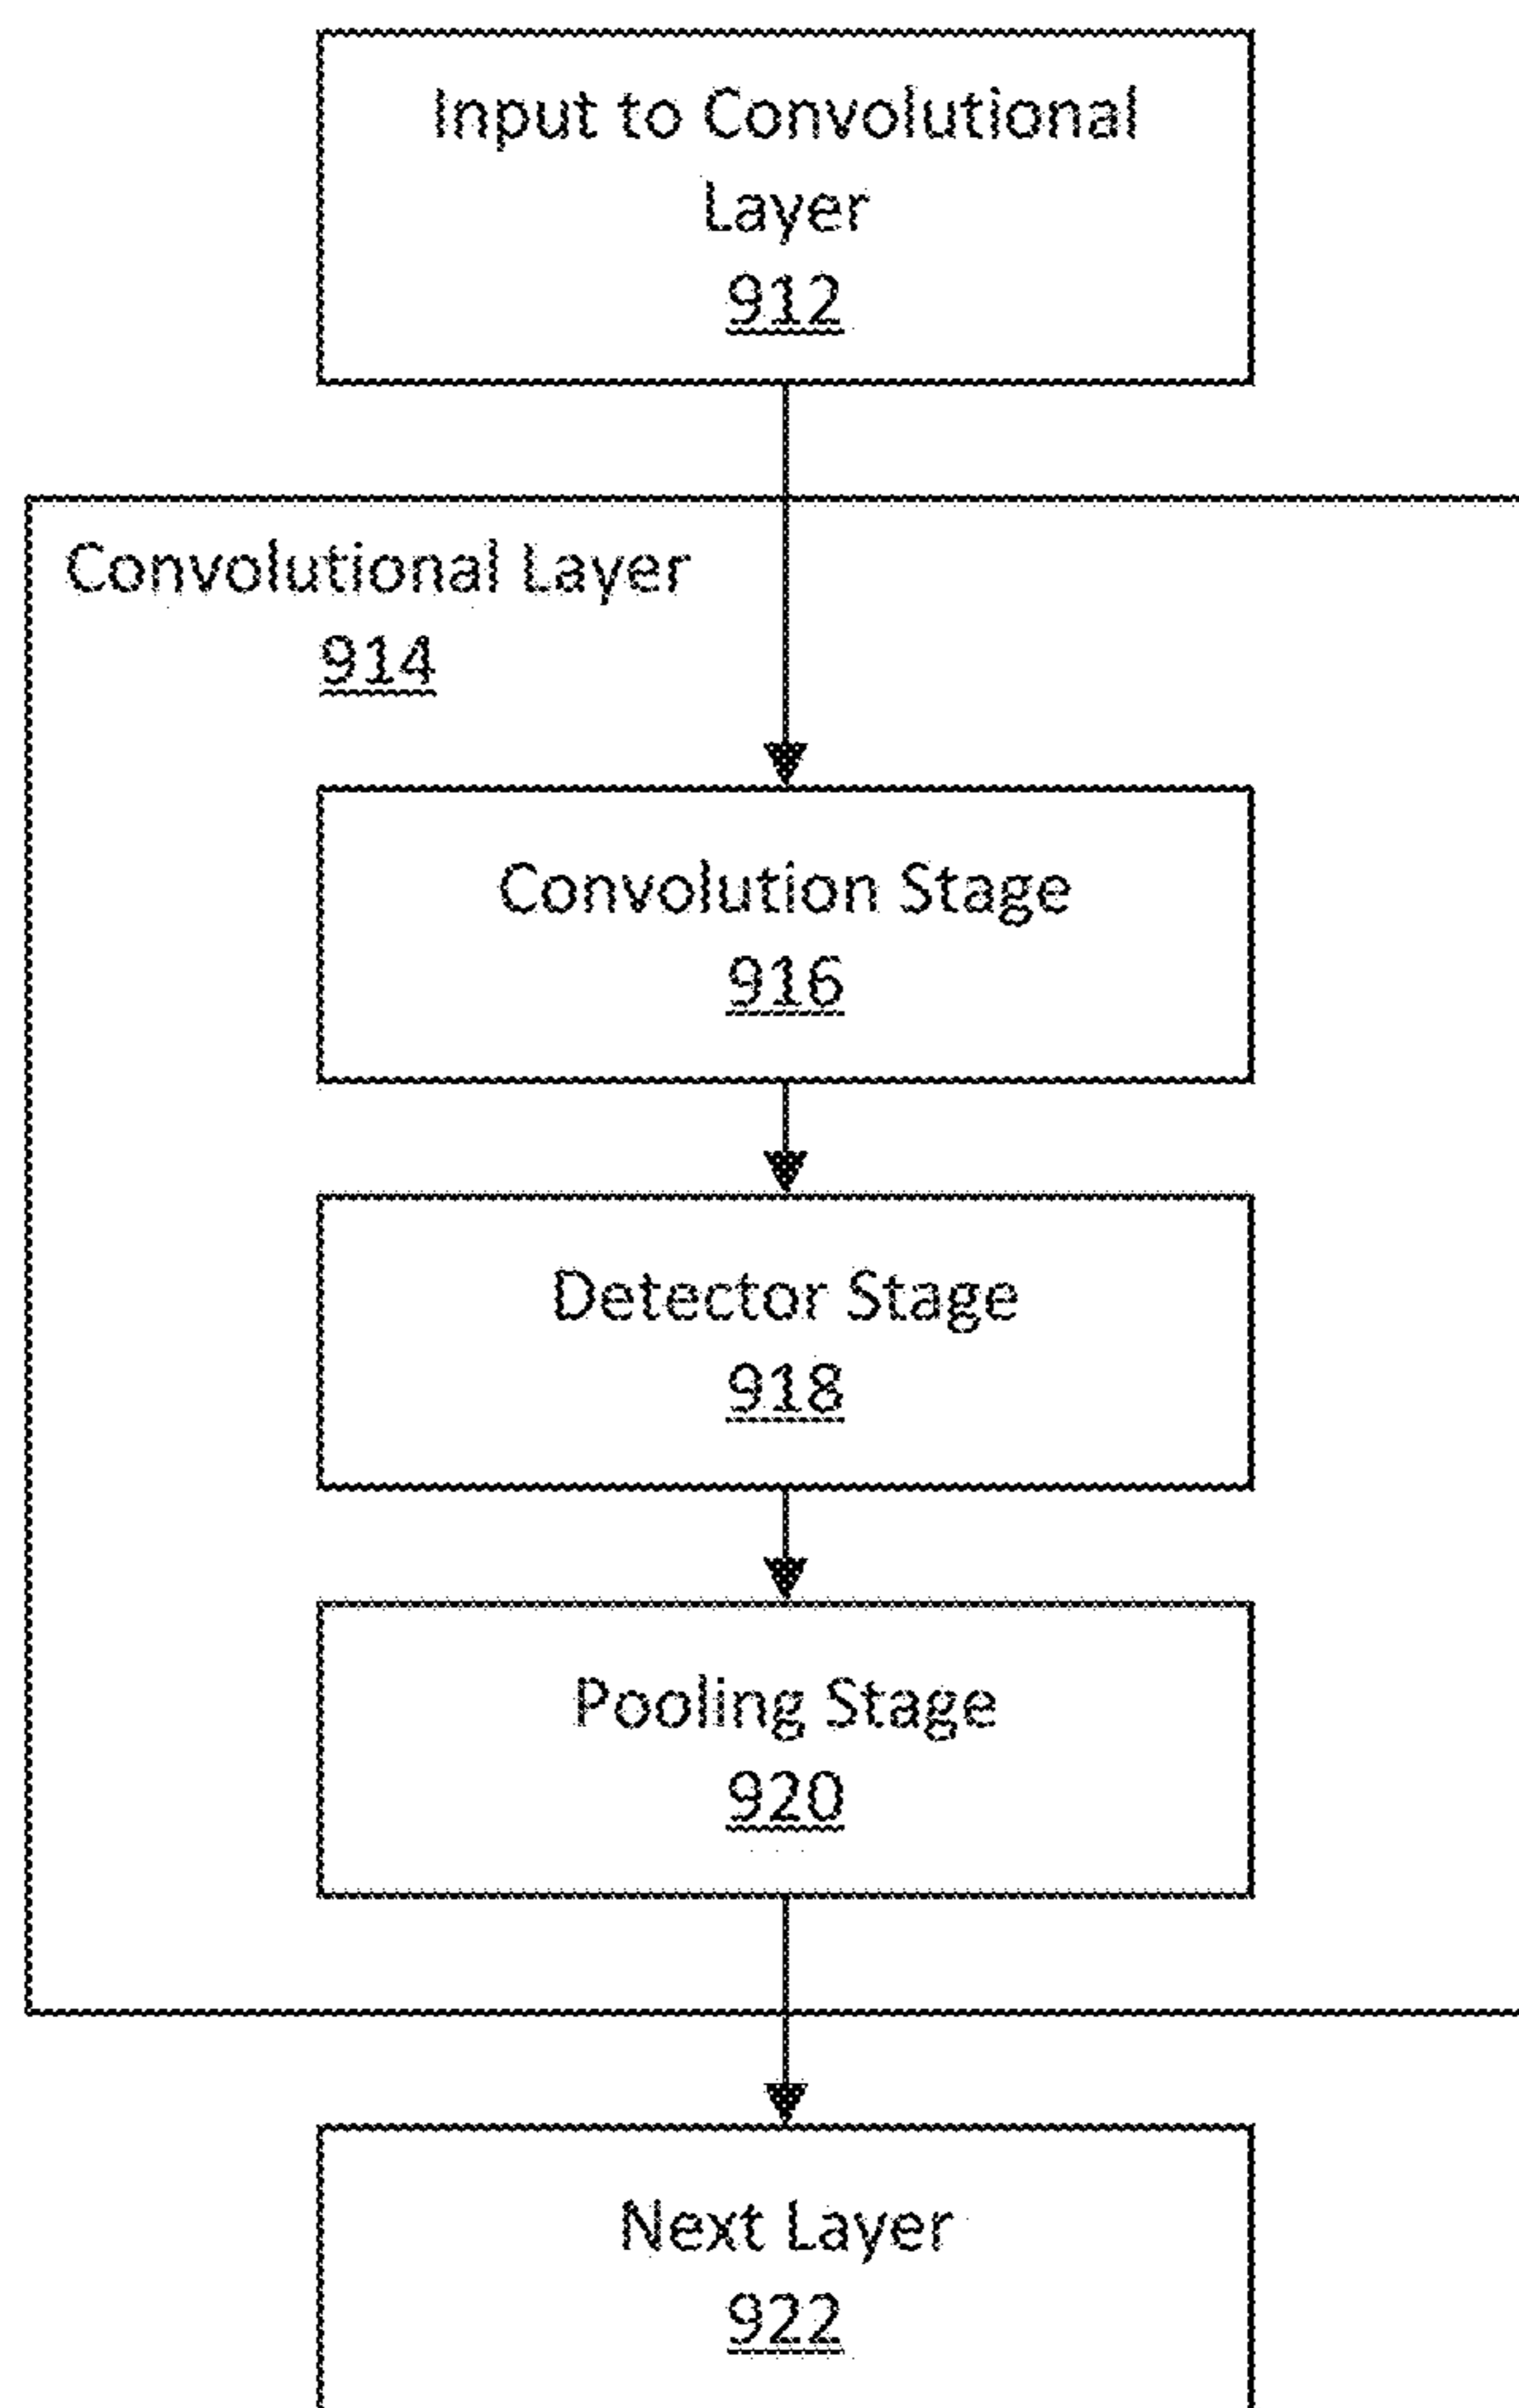 Input to Convolutional
Layer
912
Convolutional Layer
914
Convolution Stage
916
Detector Stage
918
Pooling Stage
920
Next Layer
922